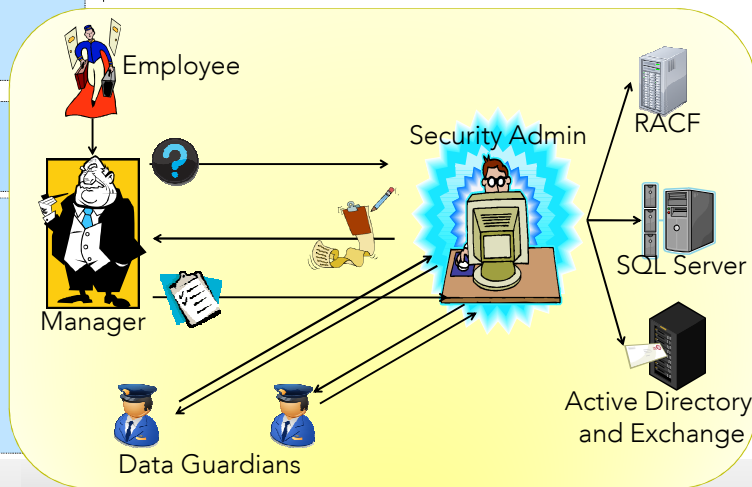 Employee
Security Admin
RACF
?
SQL Server
Manager
Active Directory
and Exchange
Data Guardians